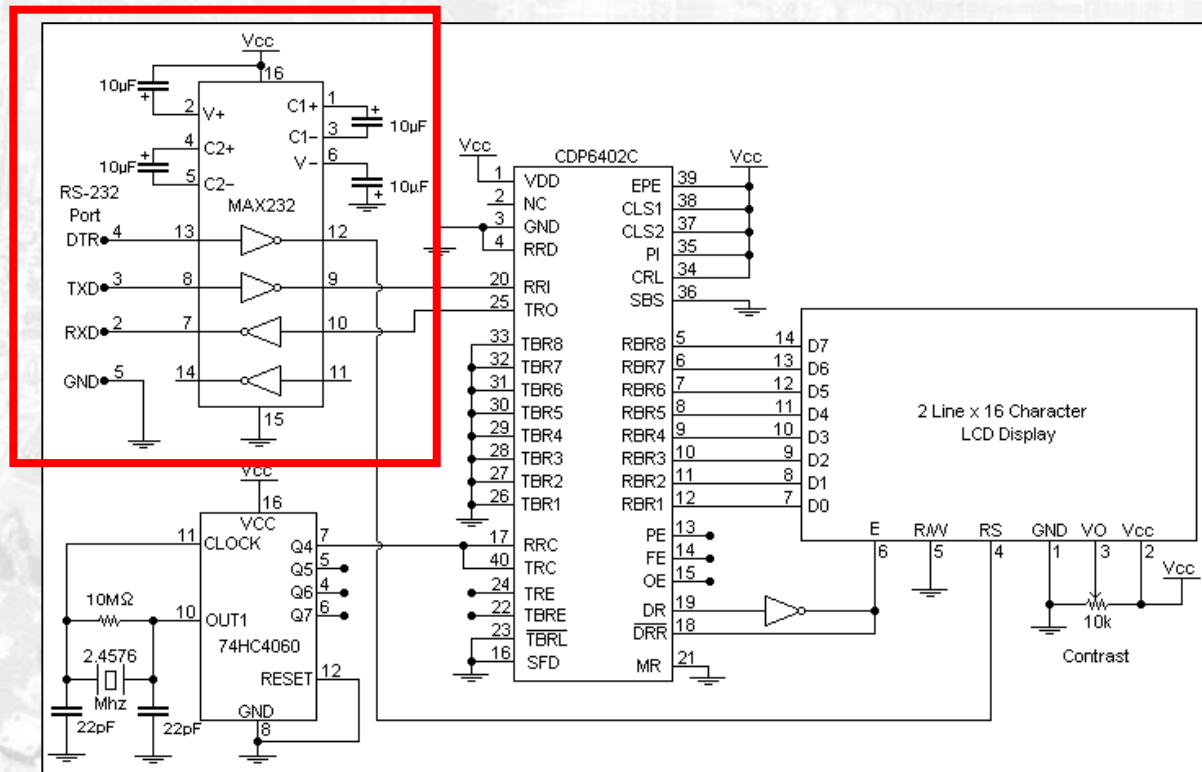 Vcc
16
10µF
+
2
V+
C1+
1
+
10µF
C1−
3
4
C2+
V−
6
10µF
+
5
C2−
10µF
+
RS-232
Port
MAX232
DTR
4
13
12
TXD
3
8
9
RXD
2
7
10
GND
5
14
11
15
CDP6402C
Vcc
1
VDD
2
NC
3
GND
4
RRD
20
RRI
25
TRO
33
TBR8
32
TBR7
31
TBR6
30
TBR5
29
TBR4
28
TBR3
27
TBR2
26
TBR1
17
RRC
40
TRC
24
TRE
22
TBRE
23
TBRL
16
SFD
Vcc
EPE
39
CLS1
38
CLS2
37
PI
35
CRL
34
SBS
36
RBR8
5
14
D7
RBR7
6
13
D6
RBR6
7
12
D5
RBR5
8
11
D4
RBR4
9
10
D3
RBR3
10
9
D2
RBR2
11
8
D1
RBR1
12
7
D0
PE
13
FE
14
OE
15
DR
19
DRR
18
MR
21
2 Line x 16 Character
LCD Display
E
R/W
RS
GND
VO
Vcc
6
5
4
1
3
2
Vcc
10k
Contrast
Vcc
16
VCC
11
CLOCK
Q4
7
Q5
5
Q6
4
Q7
6
10MΩ
10
OUT1
74HC4060
2.4576
Mhz
RESET
12
GND
8
22pF
22pF